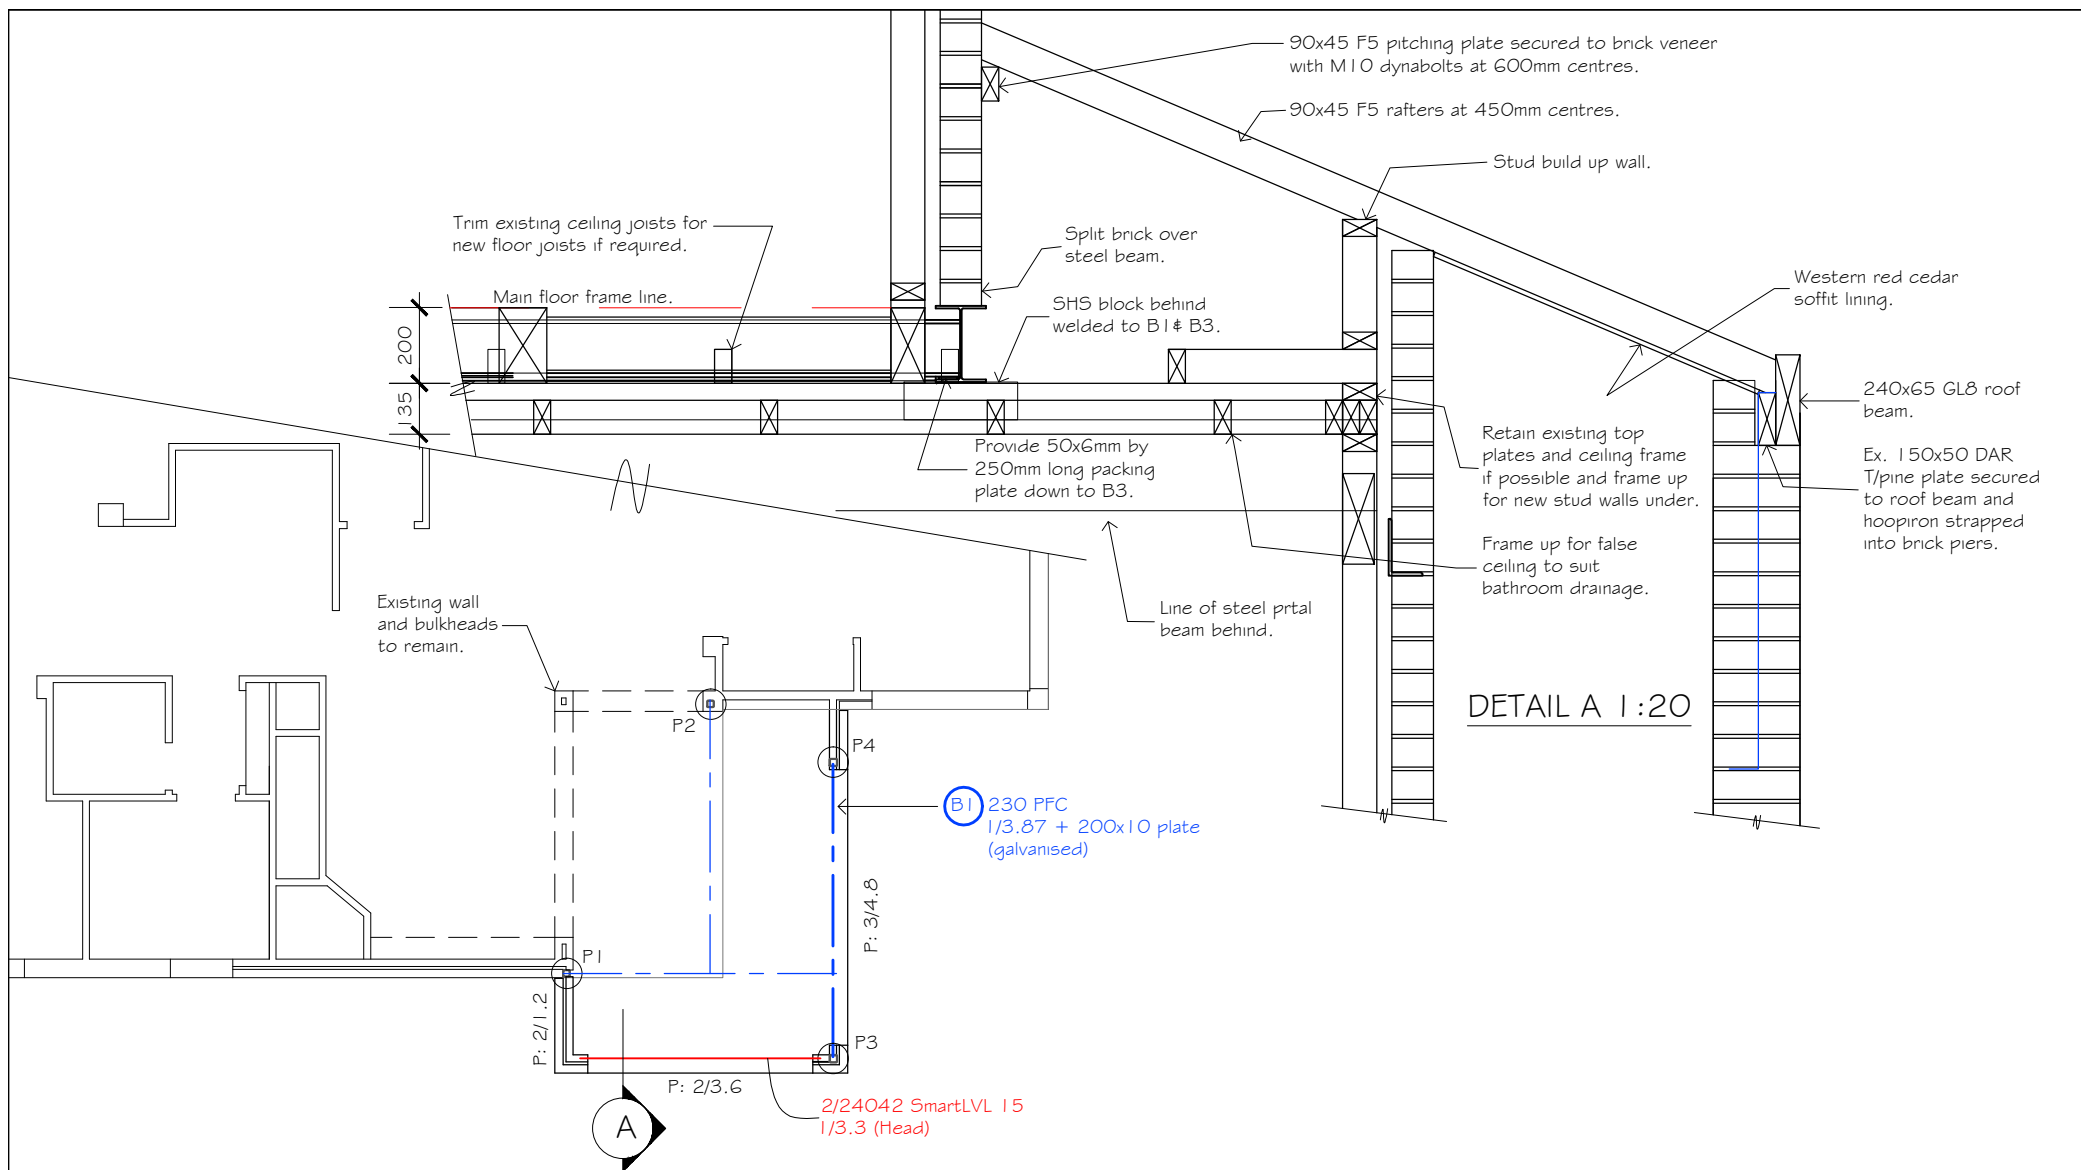 90x45 F5 pitching plate secured to brick veneer
with M10 dynabolts at 600mm centres.
90x45 F5 rafters at 450mm centres.
Stud build up wall.
Trim existing ceiling joists for
new floor joists if required.
Split brick over
steel beam.
Western red cedar
soffit lining.
Main floor frame line.
SHS block behind
welded to B1& B3.
200
135
240x65 GL8 roof
beam.
Provide 50x6mm by
250mm long packing
plate down to B3.
Retain existing top
plates and ceiling frame
if possible and frame up
for new stud walls under.
Ex. 150x50 DAR
T/pine plate secured
to roof beam and
hoopiron strapped
into brick piers.
Frame up for false
ceiling to suit
bathroom drainage.
Existing wall
and bulkheads
to remain.
Line of steel prtal
beam behind.
DETAIL A 1:20
P2
P4
B1 230 PFC
1/3.87 + 200x10 plate
(galvanised)
P: 3/4.8
P1
P: 2/1.2
P3
P: 2/3.6
2/24042 SmartLVL 15
1/3.3 (Head)
A